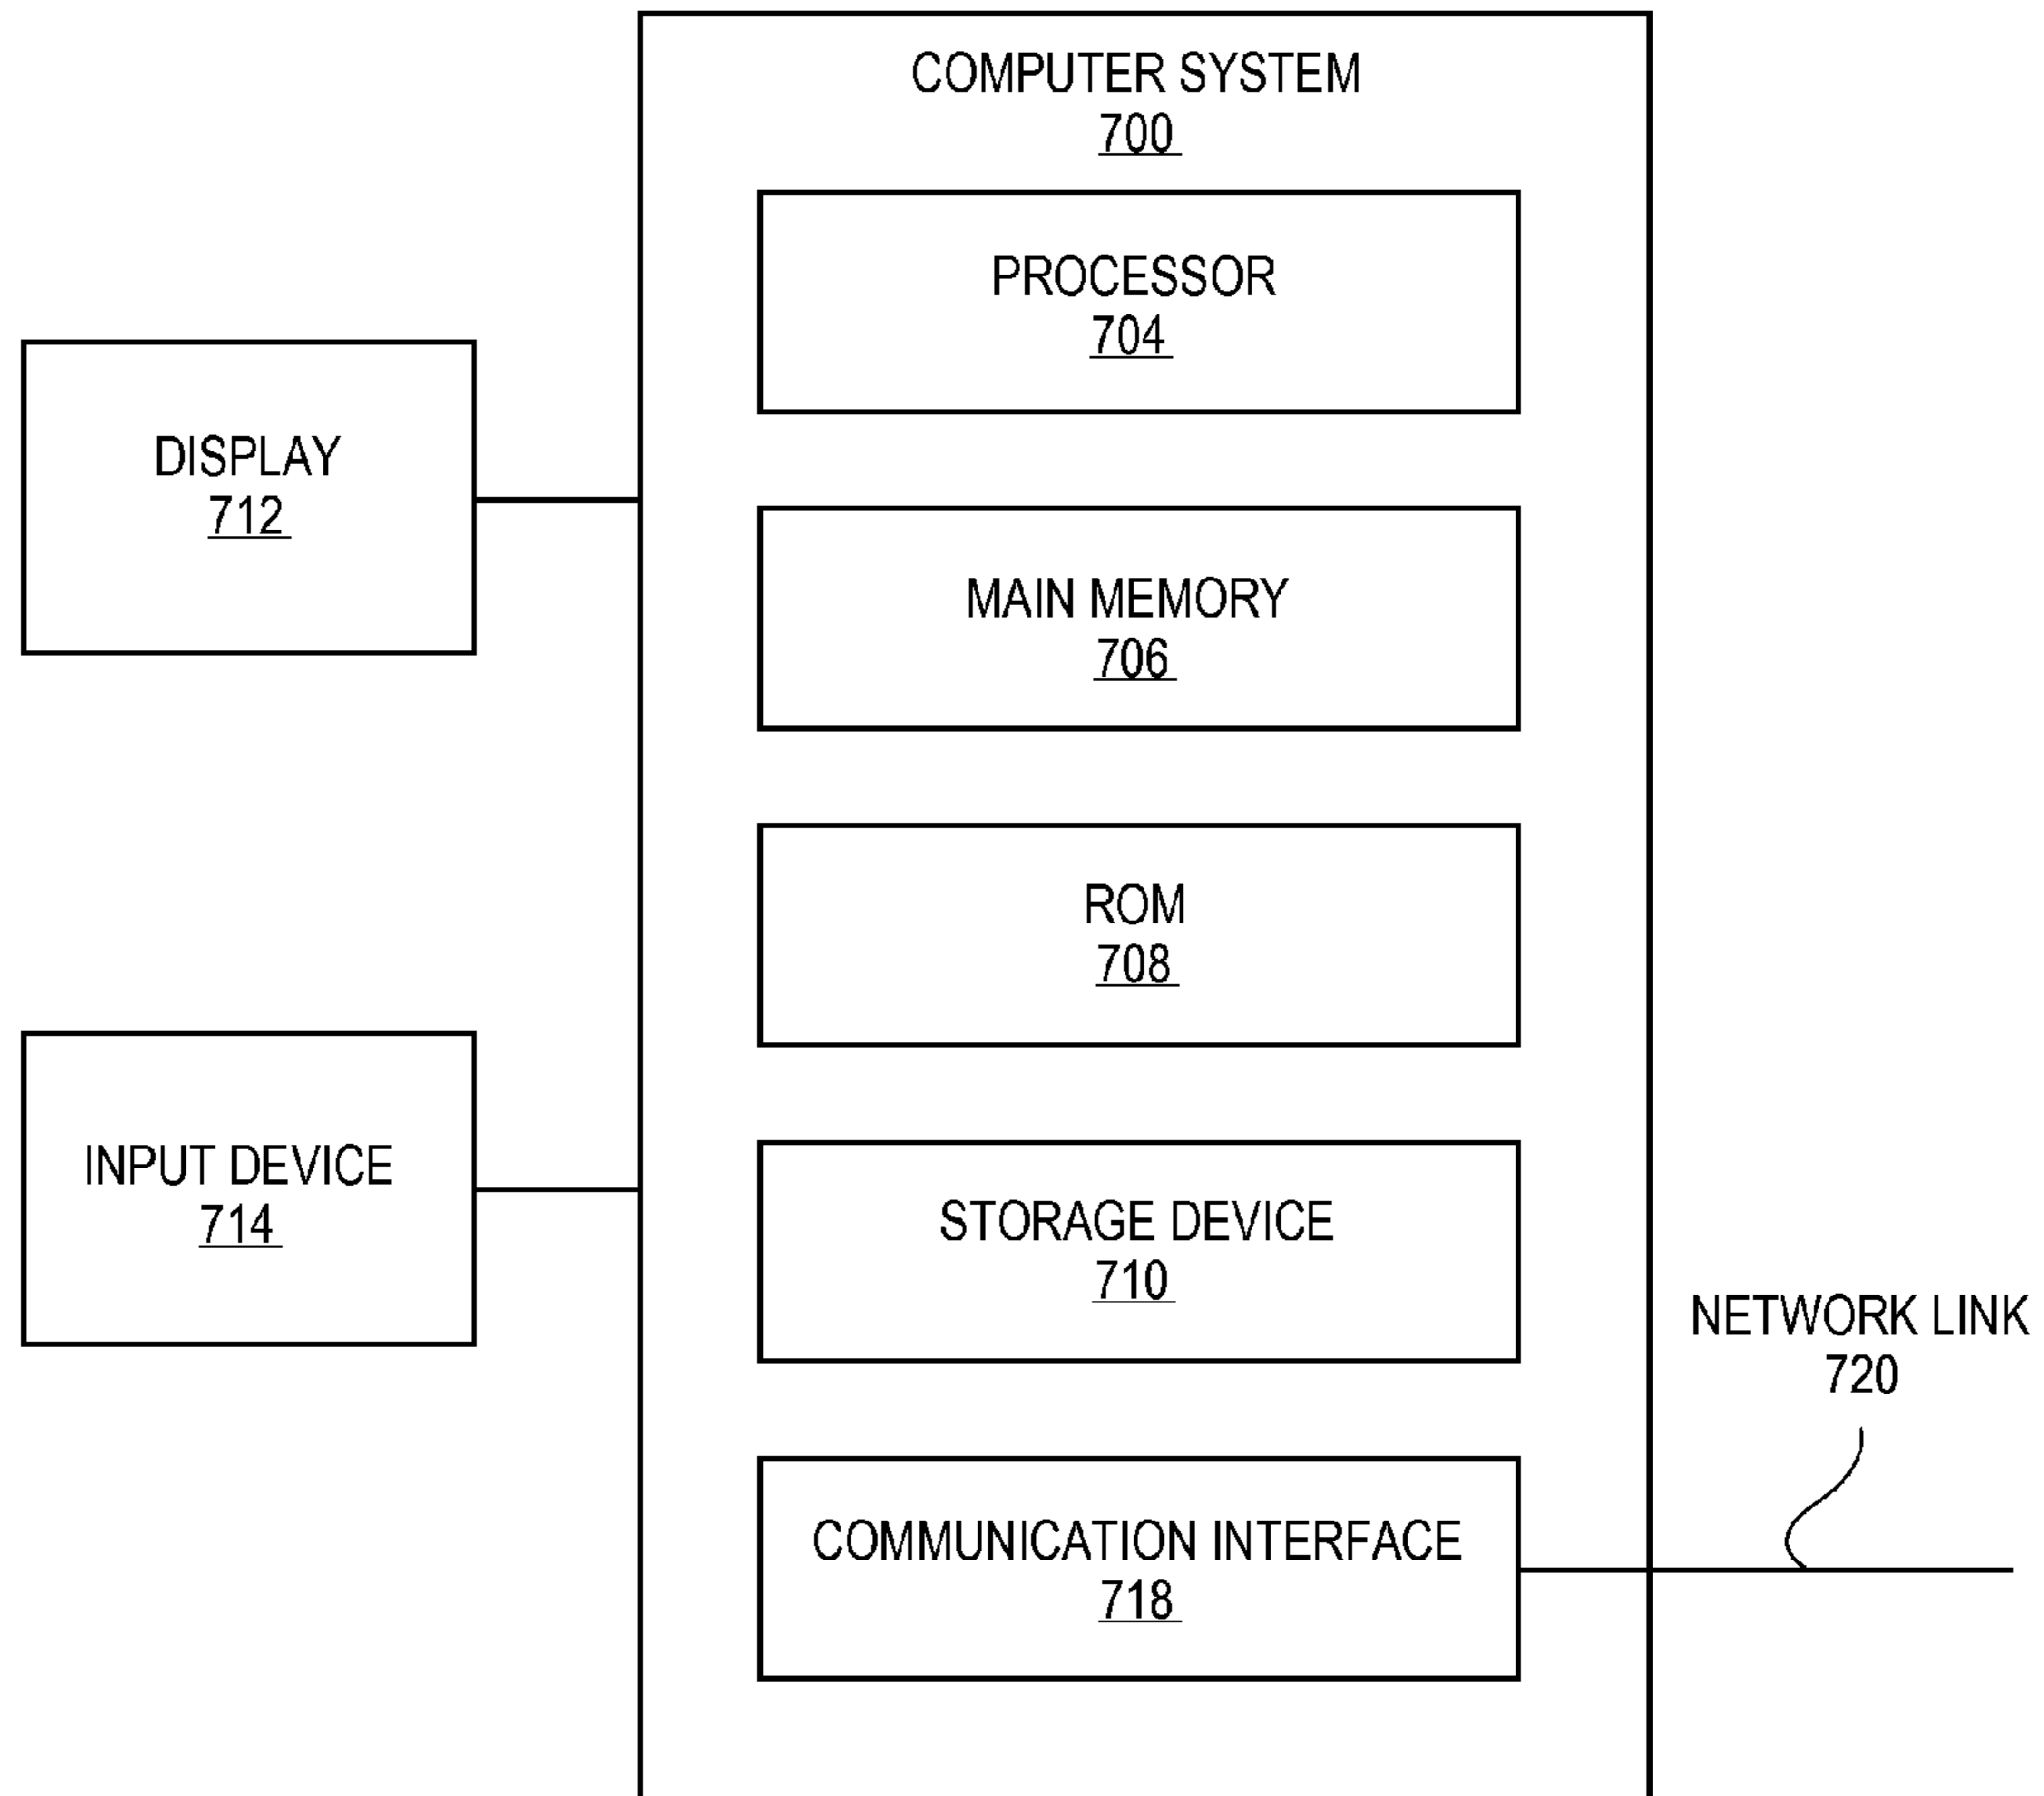 COMPUTER SYSTEM
700
PROCESSOR
704
DISPLAY
712
MAIN MEMORY
706
ROM
708
INPUT DEVICE
714
STORAGE DEVICE
710
NETWORK LINK
720
COMMUNICATION INTERFACE
718